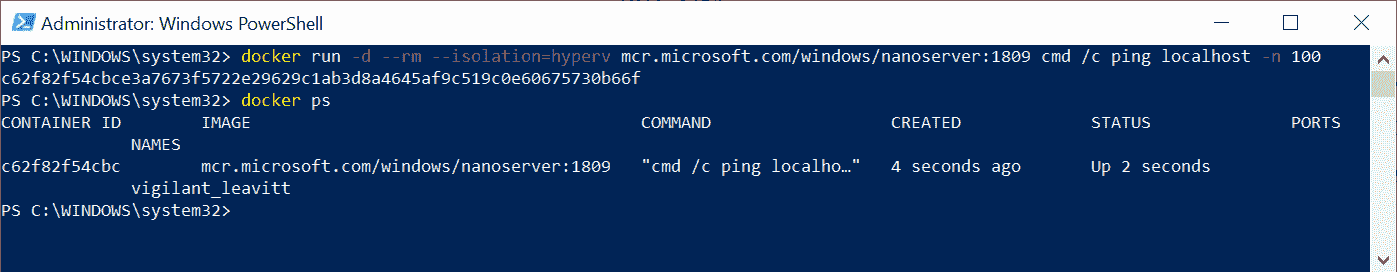 Administrator: Windows PowerShell
PS C:\WINDOWS\system32> docker run -d --rm --isolation=hyperv mcr.microsoft.com/windows/nanoserver:1809 cmd /c ping localhost -n 100
c62f82f54cbce3a7673f5722e29629c1ab3d8a4645af9c519c0e60675730b66f
PS C:\WINDOWS\system32> docker ps
CONTAINER ID        IMAGE                                       COMMAND                  CREATED             STATUS              PORTS
             NAMES
c62f82f54cbc        mcr.microsoft.com/windows/nanoserver:1809   "cmd /c ping localho…"   4 seconds ago       Up 2 seconds
             vigilant_leavitt
PS C:\WINDOWS\system32>